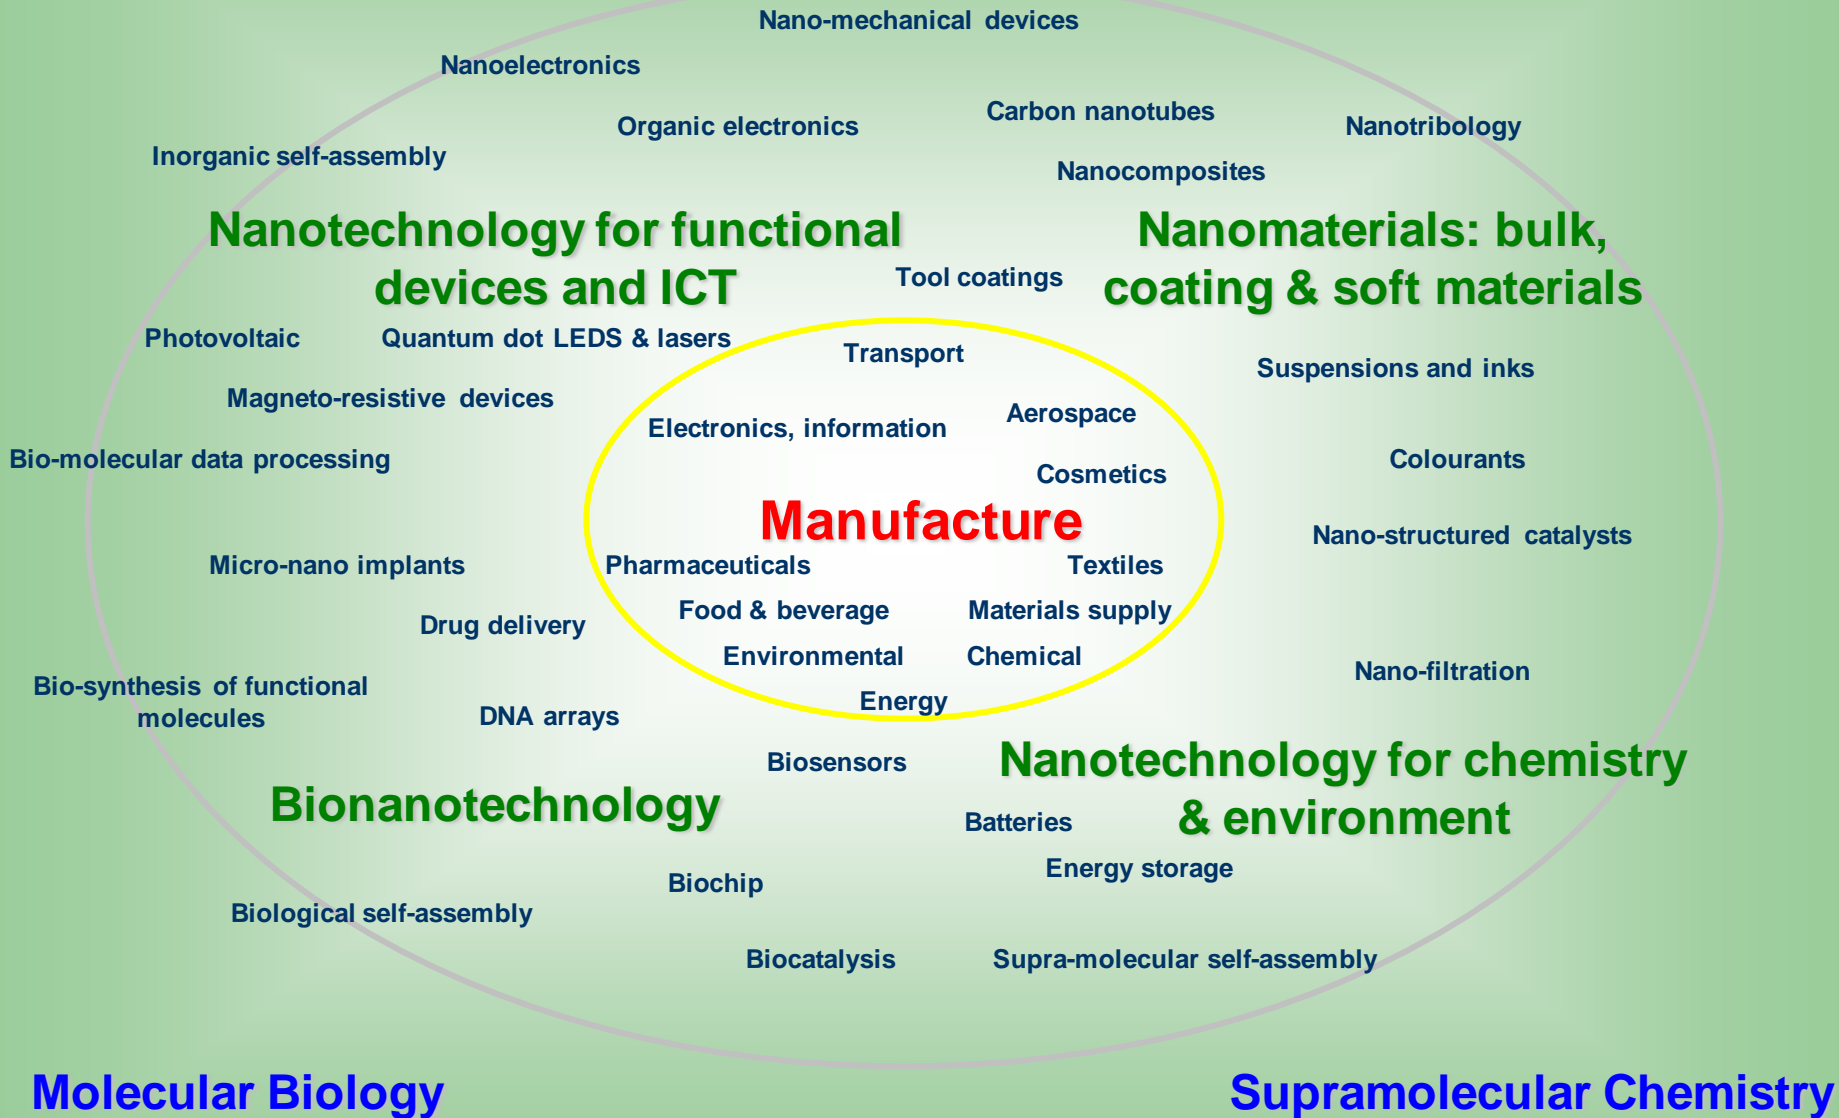 Nano-mechanical devices
Nanoelectronics
Carbon nanotubes
Organic electronics
Nanotribology
Inorganic self-assembly
Nanocomposites
Nanotechnology for functional
devices and ICT
Nanomaterials: bulk,
coating & soft materials
Tool coatings
Photovoltaic
Quantum dot LEDS & lasers
Transport
Suspensions and inks
Magneto-resistive devices
Aerospace
Electronics, information
Bio-molecular data processing
Colourants
Cosmetics
Manufacture
Nano-structured catalysts
Micro-nano implants
Pharmaceuticals
Textiles
Food & beverage
Materials supply
Drug delivery
Environmental
Chemical
Nano-filtration
Bio-synthesis of functional
molecules
Energy
DNA arrays
Biosensors
Nanotechnology for chemistry
& environment
Bionanotechnology
Batteries
Energy storage
Biochip
Biological self-assembly
Biocatalysis
Supra-molecular self-assembly
Molecular Biology
Supramolecular Chemistry